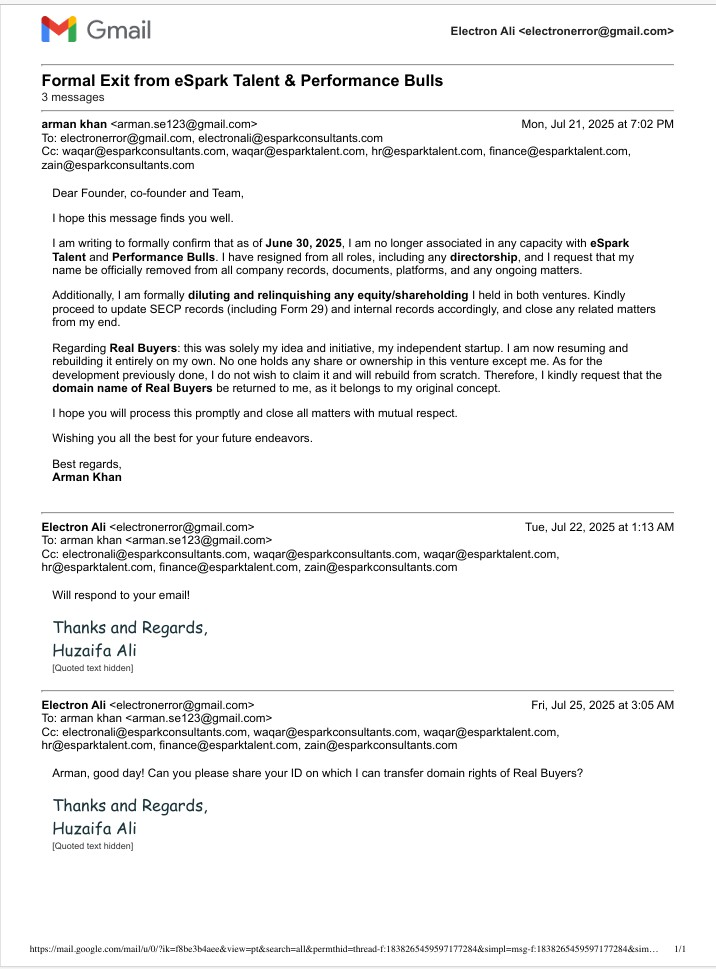 Gmail
Electron Ali <electronerror@gmail.com>
Formal Exit from eSpark Talent & Performance Bulls
3 messages
arman khan <arman.se123@gmail.com>
Mon, Jul 21, 2025 at 7:02 PM
To: electronerror@gmail.com, electronali@esparkconsultants.com
Cc: waqar@esparkconsultants.com, waqar@esparktalent.com, hr@esparktalent.com, finance@esparktalent.com,
zain@esparkconsultants.com
Dear Founder, co-founder and Team,
I hope this message finds you well.
I am writing to formally confirm that as of June 30, 2025, I am no longer associated in any capacity with eSpark
Talent and Performance Bulls. I have resigned from all roles, including any directorship, and I request that my
name be officially removed from all company records, documents, platforms, and any ongoing matters.
Additionally, I am formally diluting and relinquishing any equity/shareholding I held in both ventures. Kindly
proceed to update SECP records (including Form 29) and internal records accordingly, and close any related matters
from my end.
Regarding Real Buyers: this was solely my idea and initiative, my independent startup. I am now resuming and
rebuilding it entirely on my own. No one holds any share or ownership in this venture except me. As for the
development previously done, I do not wish to claim it and will rebuild from scratch. Therefore, I kindly request that the
domain name of Real Buyers be returned to me, as it belongs to my original concept.
I hope you will process this promptly and close all matters with mutual respect.
Wishing you all the best for your future endeavors.
Best regards,
Arman Khan
Electron Ali <electronerror@gmail.com>
Tue, Jul 22, 2025 at 1:13 AM
To: arman khan <arman.se123@gmail.com>
Cc: electronali@esparkconsultants.com, waqar@esparkconsultants.com, waqar@esparktalent.com,
hr@esparktalent.com, finance@esparktalent.com, zain@esparkconsultants.com
Will respond to your email!
Thanks and Regards,
Huzaifa Ali
[Quoted text hidden]
Electron Ali <electronerror@gmail.com>
Fri, Jul 25, 2025 at 3:05 AM
To: arman khan <arman.se123@gmail.com>
Cc: electronali@esparkconsultants.com, waqar@esparkconsultants.com, waqar@esparktalent.com,
hr@esparktalent.com, finance@esparktalent.com, zain@esparkconsultants.com
Arman, good day! Can you please share your ID on which I can transfer domain rights of Real Buyers?
Thanks and Regards,
Huzaifa Ali
[Quoted text hidden]
https://mail.google.com/mail/u/0/?ik=f8be3b4aee&view=pt&search=all&permthid=thread-f:1838265459597177284&simpl=msg-f:1838265459597177284&sim… 1/1